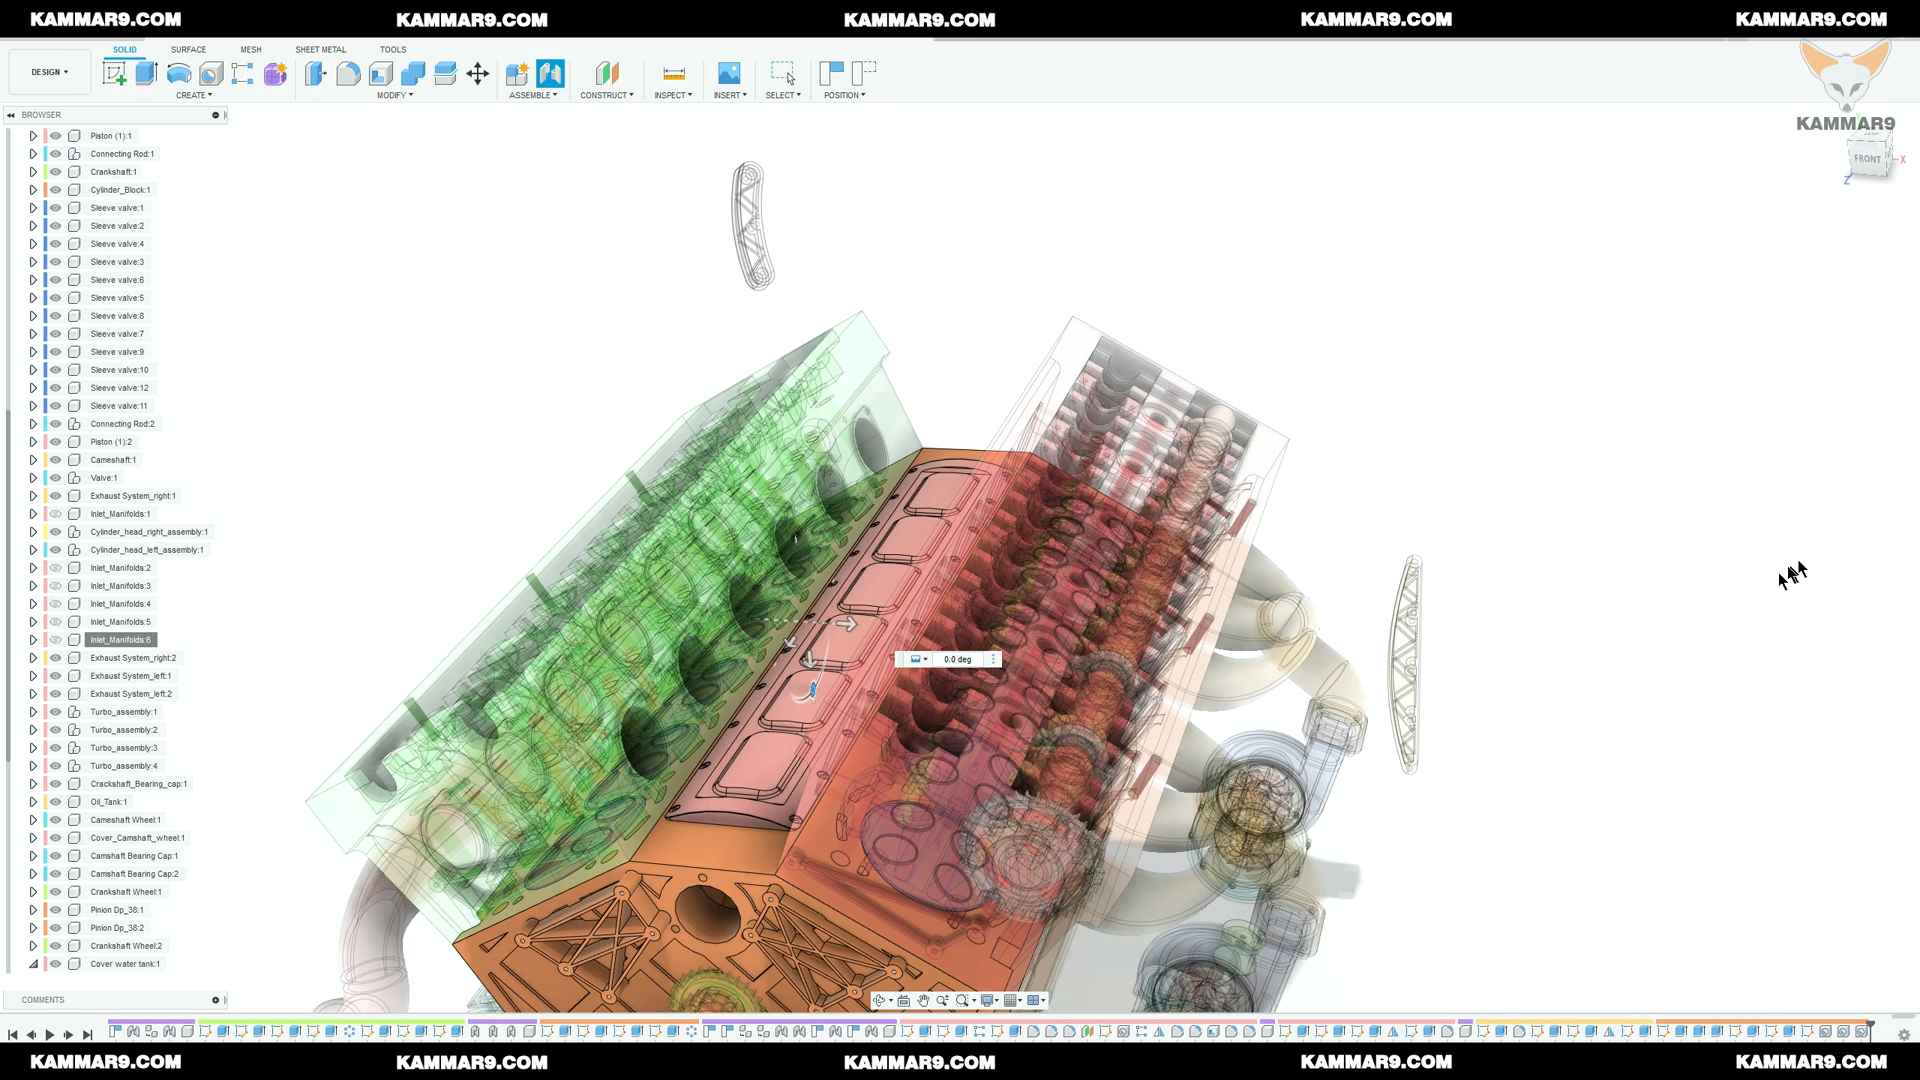 KAMMAR9.COM KAMMAR9.COM KAMMAR9.COM KAMMAR9.COM KAMMAR9.COM
SOLID SURFACE MESH SHEET METAL TOOLS
DESIGN
CREATE MODIFY ASSEMBLE CONSTRUCT INSPECT INSERT SELECT POSITION
KAMMAR9
FRONT
X
Z
BROWSER
Piston (1):1
Connecting Rod:1
Crankshaft:1
Cylinder_Block:1
Sleeve valve:1
Sleeve valve:2
Sleeve valve:4
Sleeve valve:3
Sleeve valve:6
Sleeve valve:5
Sleeve valve:8
Sleeve valve:7
Sleeve valve:9
Sleeve valve:10
Sleeve valve:12
Sleeve valve:11
Connecting Rod:2
Piston (1):2
Cameshaft:1
Valve:1
Exhaust System_right:1
Inlet_Manifolds:1
Cylinder_head_right_assembly:1
Cylinder_head_left_assembly:1
Inlet_Manifolds:2
Inlet_Manifolds:3
Inlet_Manifolds:4
Inlet_Manifolds:5
Inlet_Manifolds:6
Exhaust System_right:2
Exhaust System_left:1
Exhaust System_left:2
Turbo_assembly:1
Turbo_assembly:2
Turbo_assembly:3
Turbo_assembly:4
Crackshaft_Bearing_cap:1
Oil_Tank:1
Cameshaft Wheel:1
Cover_Camshaft_wheel:1
Camshaft Bearing Cap:1
Camshaft Bearing Cap:2
Crankshaft Wheel:1
Pinion Dp_38:1
Pinion Dp_38:2
Crankshaft Wheel:2
Cover water tank:1
0.0 deg
COMMENTS
KAMMAR9.COM KAMMAR9.COM KAMMAR9.COM KAMMAR9.COM KAMMAR9.COM